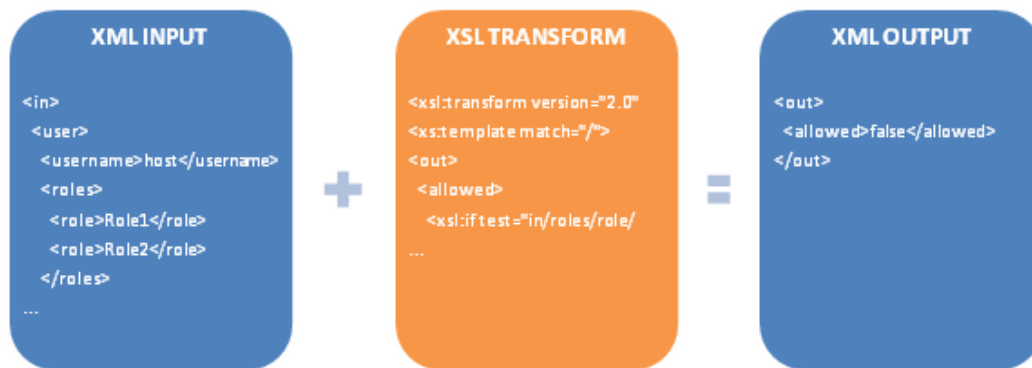 XML INPUT
<in>
<user>
<username>host</username>
<roles>
<role>Role1</role>
<role>Role2</role>
</roles>
...
+
XSL TRANSFORM
<xsl:transform version="2.0"
<xs:template match="/">
<out>
<allowed>
<xsl:if test="in/roles/role/
...
=
XML OUTPUT
<out>
<allowed>false</allowed>
</out>